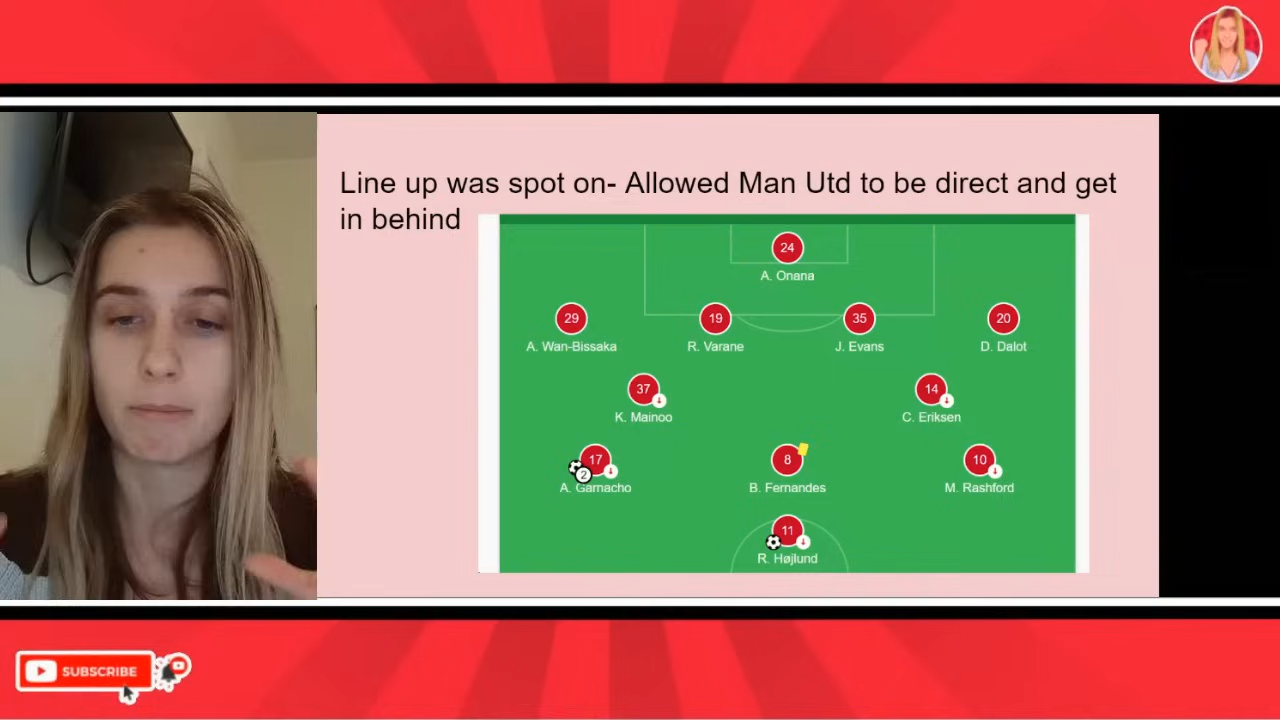 Line up was spot on- Allowed Man Utd to be direct and get
in behind
24
A. Onana
29
19
35
20
A. Wan-Bissaka
R. Varane
J. Evans
D. Dalot
37
14
K. Mainoo
C. Eriksen
17
2
8
10
A. Garnacho
B. Fernandes
M. Rashford
11
R. Højlund
SUBSCRIBE